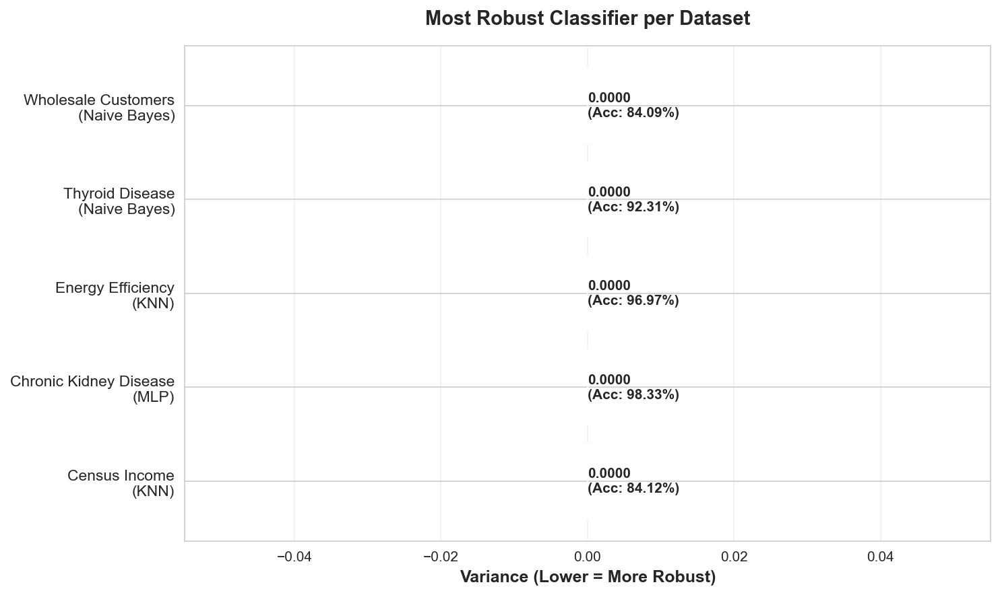 Most Robust Classifier per Dataset
Wholesale Customers
(Naive Bayes)
0.0000
(Acc: 84.09%)
Thyroid Disease
(Naive Bayes)
0.0000
(Acc: 92.31%)
Energy Efficiency
(KNN)
0.0000
(Acc: 96.97%)
Chronic Kidney Disease
(MLP)
0.0000
(Acc: 98.33%)
Census Income
(KNN)
0.0000
(Acc: 84.12%)
−0.04 −0.02 0.00 0.02 0.04
Variance (Lower = More Robust)